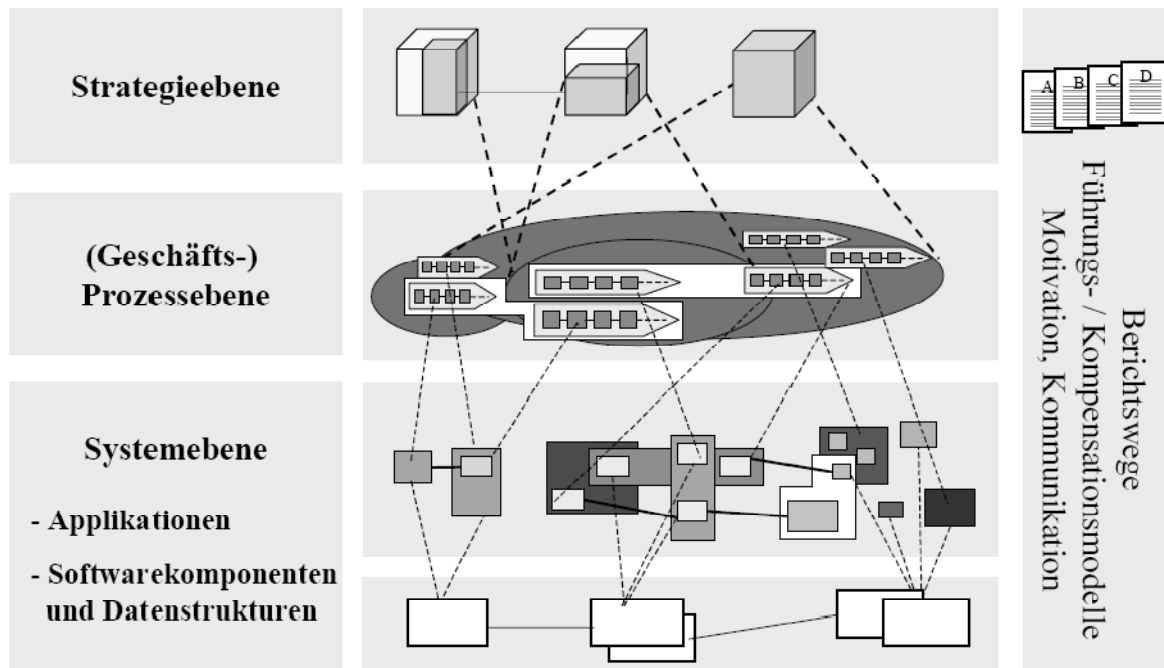 Strategieebene
(Geschäfts-)
Prozessebene
Systemebene
- Applikationen
- Softwarekomponenten
und Datenstrukturen
A
B
C
D
Berichtswege
Führungs- / Kompensationsmodelle
Motivation, Kommunikation